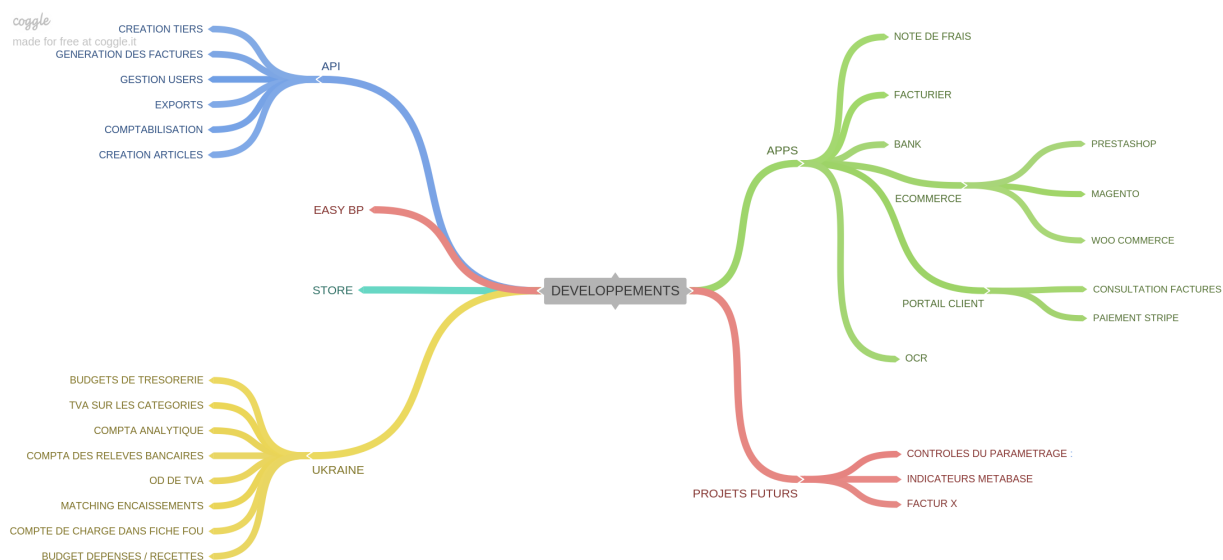 coggle
made for free at coggle.it
CREATION TIERS
GENERATION DES FACTURES
GESTION USERS
EXPORTS
COMPTABILISATION
CREATION ARTICLES
API
EASY BP
STORE
BUDGETS DE TRESORERIE
TVA SUR LES CATEGORIES
COMPTA ANALYTIQUE
COMPTA DES RELEVES BANCAIRES
OD DE TVA
MATCHING ENCAISSEMENTS
COMPTE DE CHARGE DANS FICHE FOU
BUDGET DEPENSES / RECETTES
UKRAINE
DEVELOPPEMENTS
APPS
NOTE DE FRAIS
FACTURIER
BANK
ECOMMERCE
PRESTASHOP
MAGENTO
WOO COMMERCE
PORTAIL CLIENT
CONSULTATION FACTURES
PAIEMENT STRIPE
OCR
PROJETS FUTURS
CONTROLES DU PARAMETRAGE :
INDICATEURS METABASE
FACTUR X